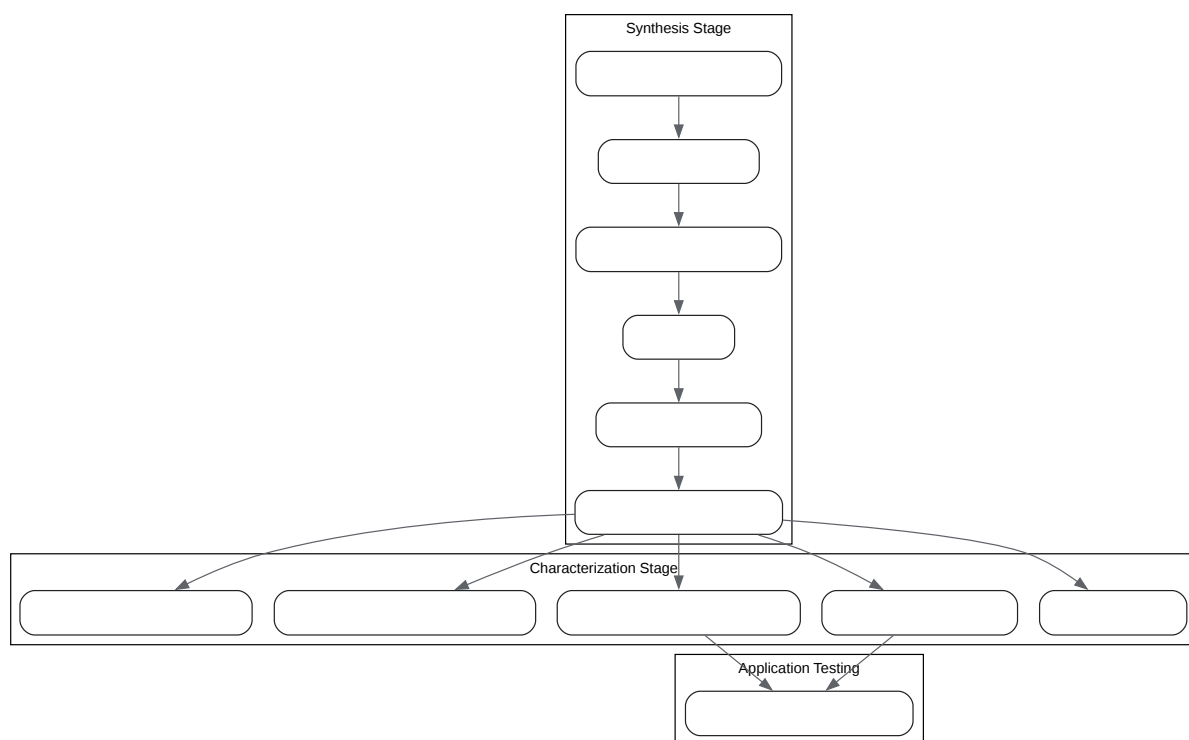 Synthesis Stage
Characterization Stage
Application Testing